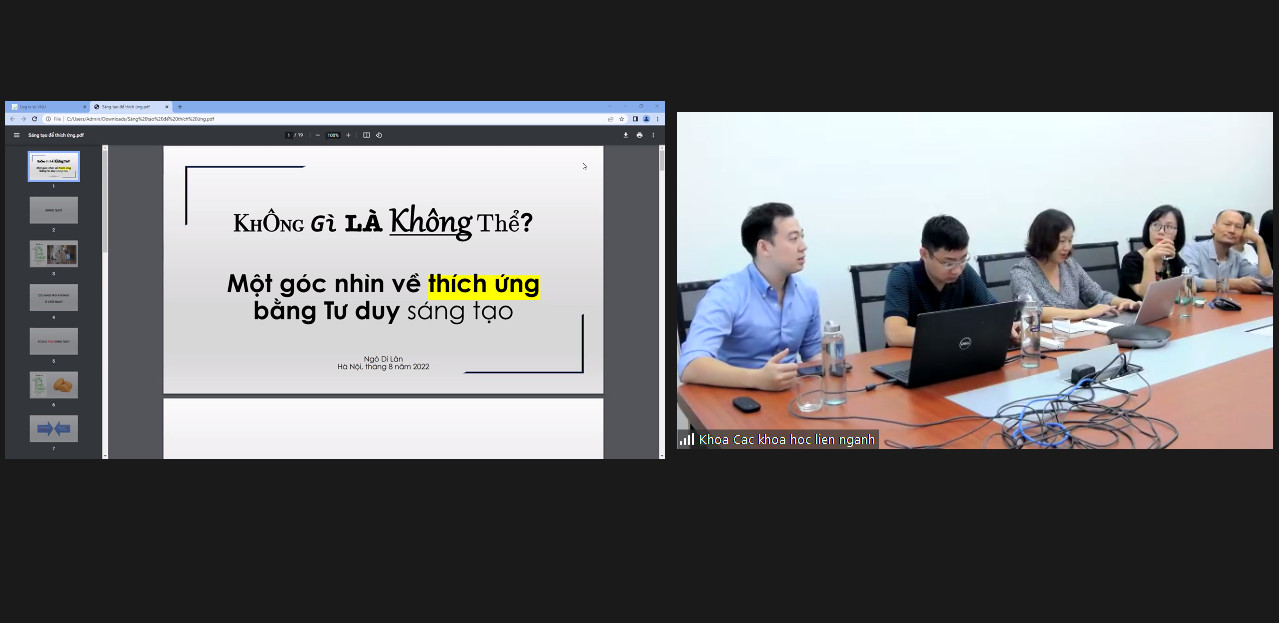 Sáng tạo để thích ứng.pdf
File
C:/Users/Admin/Downloads/Sáng%20tạo%20để%20thích%20ứng.pdf
Sáng tạo để thích ứng.pdf
1 / 19
100%
KHÔNG Gì LÀ Không Thể?
Một góc nhìn về thích ứng
bằng Tư duy sáng tạo
Ngô Di Lân
Hà Nội, tháng 8 năm 2022
1
2
3
4
5
6
7
DELL
Khoa Cac khoa hoc lien nganh